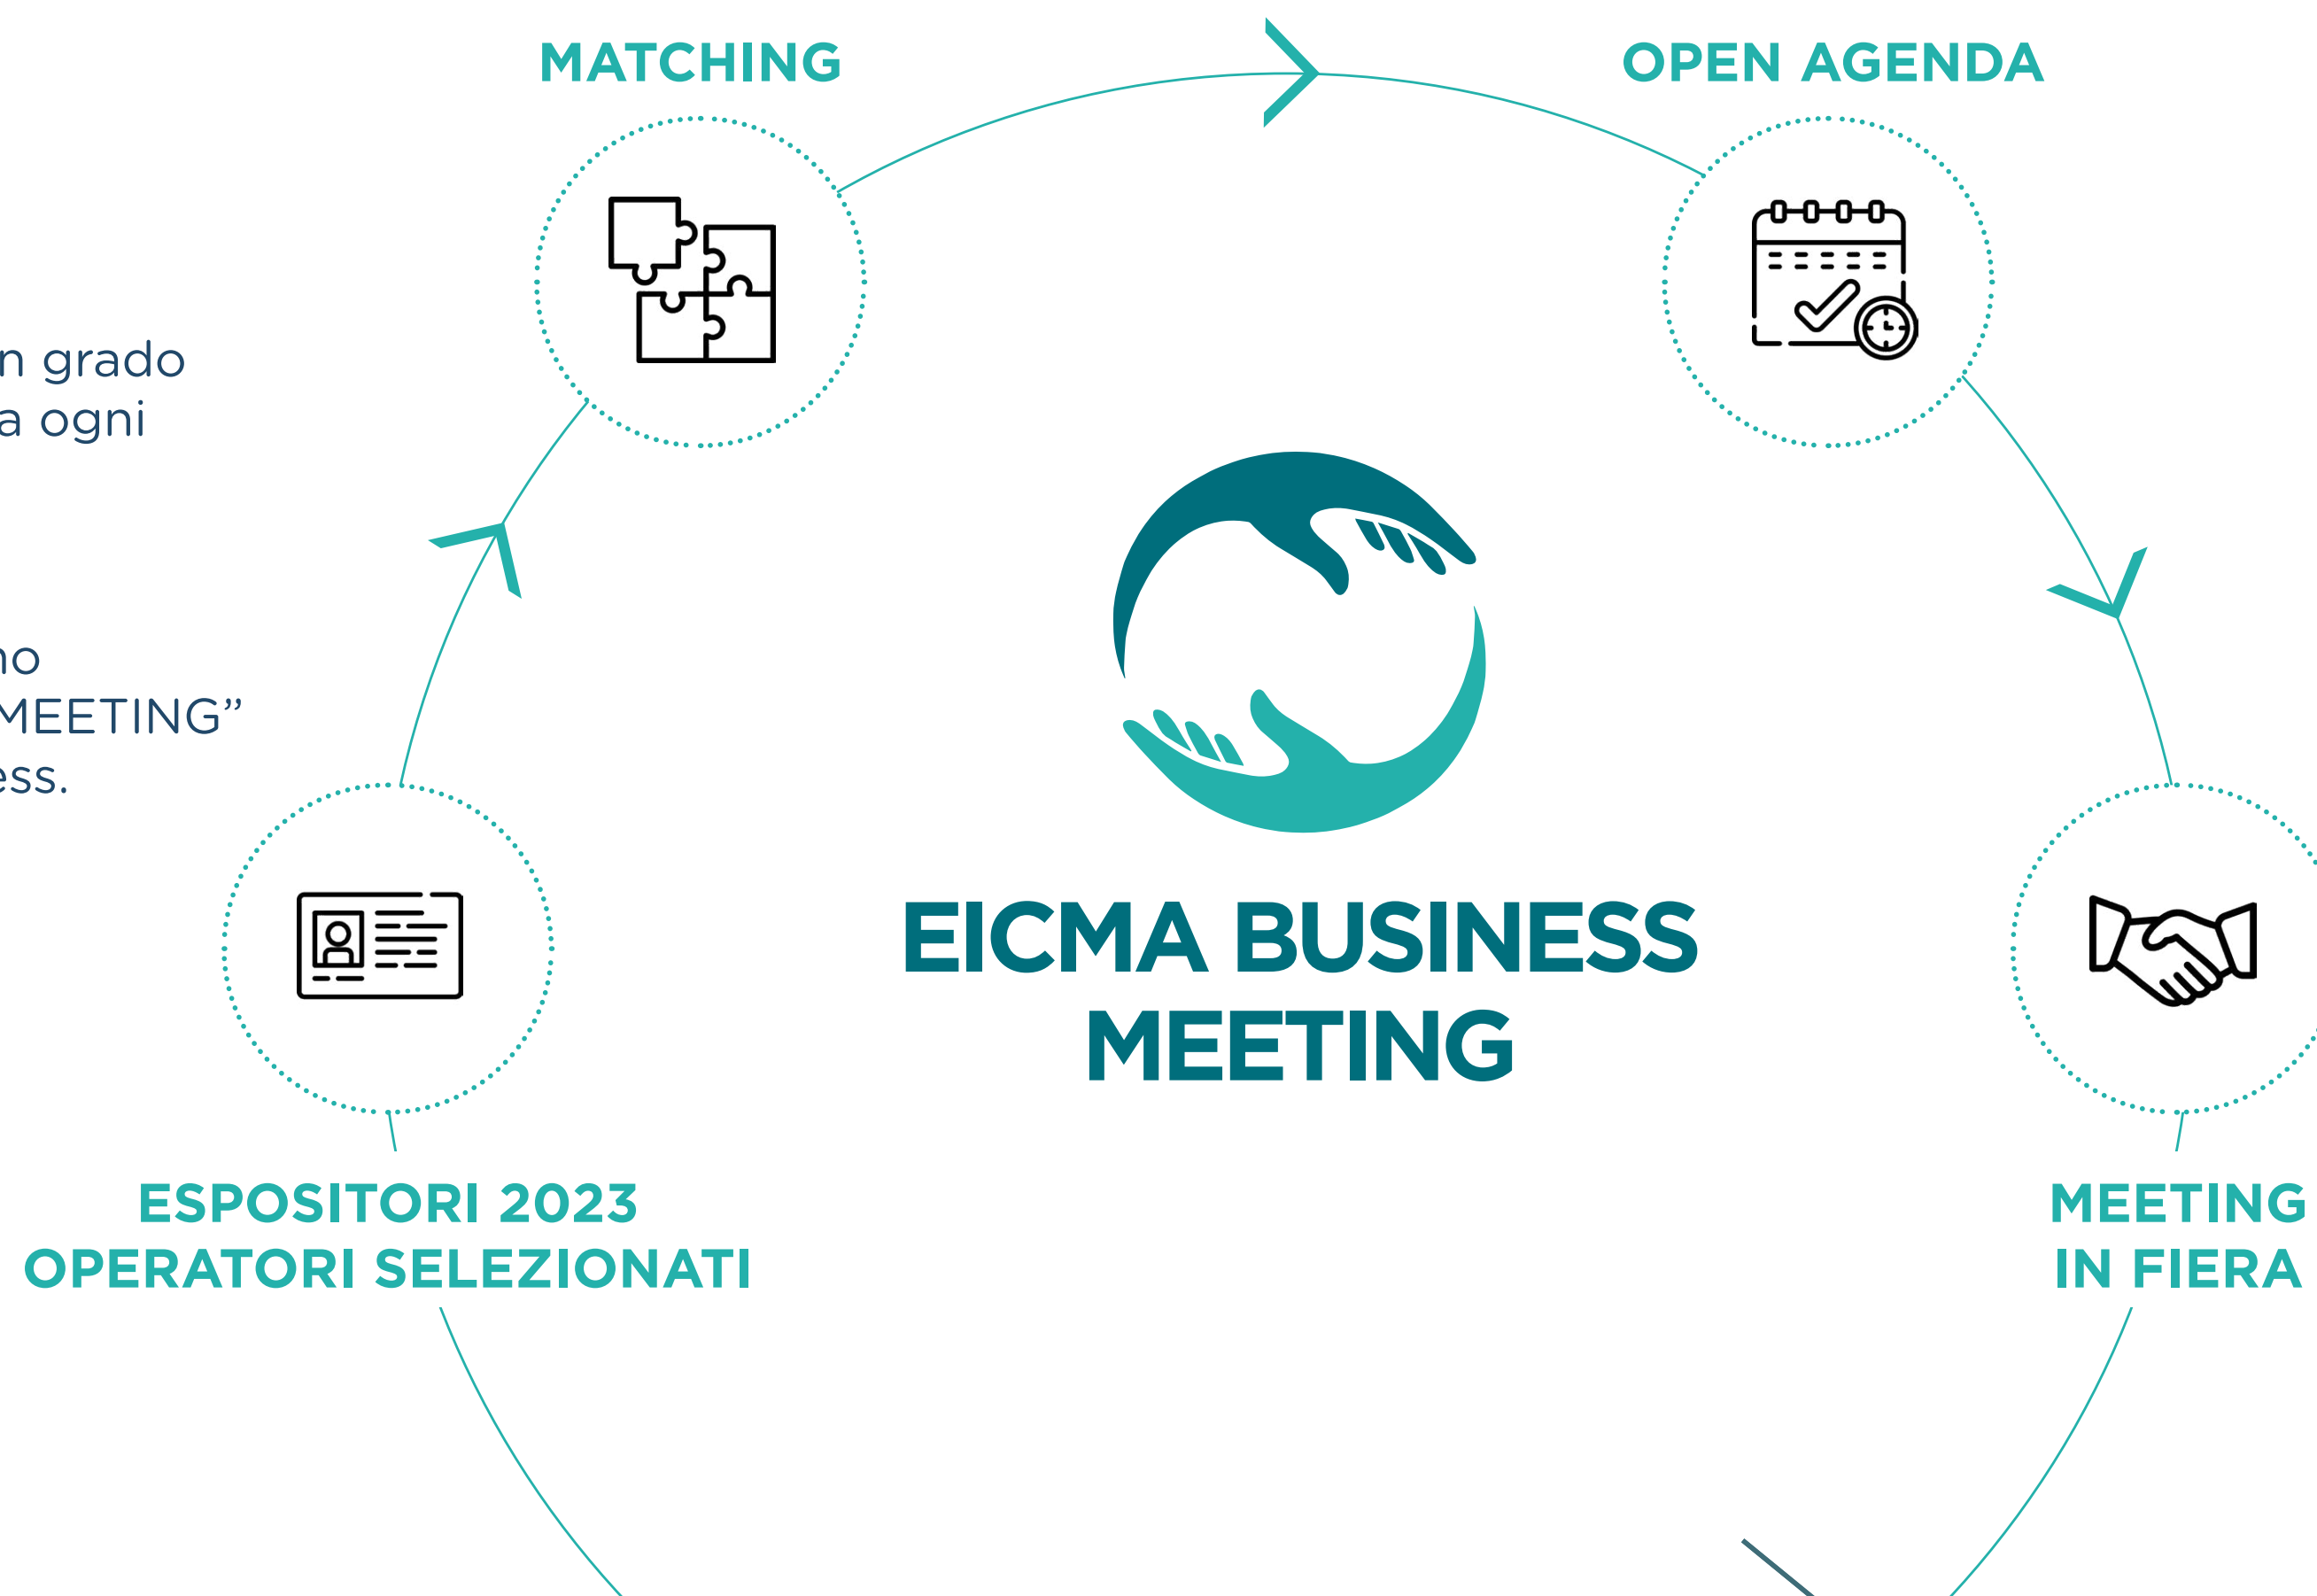 MATCHING
OPEN AGENDA
n grado
a ogni
no
MEETING”
ess.
EICMA BUSINESS
MEETING
ESPOSITORI 2023
OPERATORI SELEZIONATI
MEETING
IN FIERA